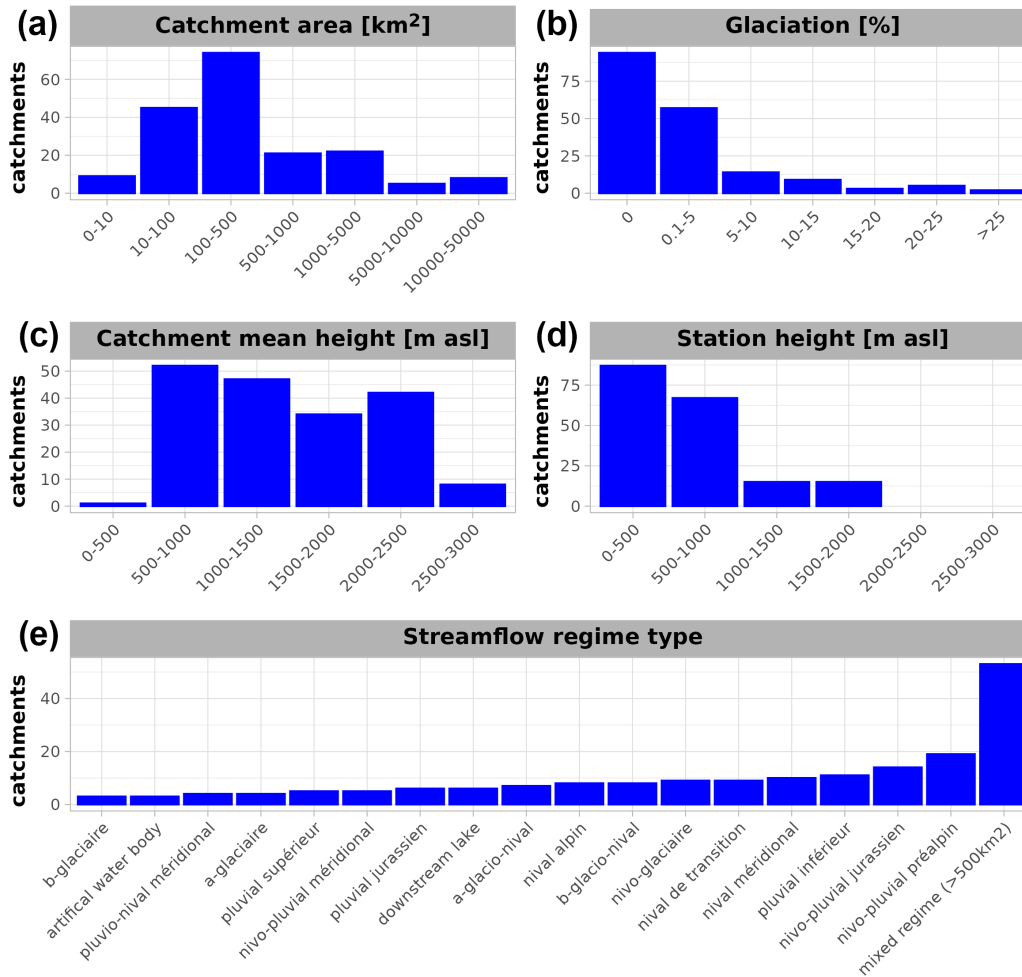 (a)
Catchment area [km²]
catchments
60
40
20
0
0-10
10-100
100-500
500-1000
1000-5000
5000-10000
10000-50000
(b)
Glaciation [%]
catchments
75
50
25
0
0
0.1-5
5-10
10-15
15-20
20-25
>25
(c)
Catchment mean height [m asl]
catchments
50
40
30
20
10
0
0-500
500-1000
1000-1500
1500-2000
2000-2500
2500-3000
(d)
Station height [m asl]
catchments
75
50
25
0
0-500
500-1000
1000-1500
1500-2000
2000-2500
2500-3000
(e)
Streamflow regime type
catchments
40
20
0
b-glaciaire
artifical water body
pluvio-nival méridional
a-glaciaire
pluvial supérieur
nivo-pluvial méridional
pluvial jurassien
downstream lake
a-glacio-nival
nival alpin
b-glacio-nival
nivo-glaciaire
nival de transition
nival méridional
pluvial inférieur
nivo-pluvial jurassien
nivo-pluvial préalpin
mixed regime (>500km2)